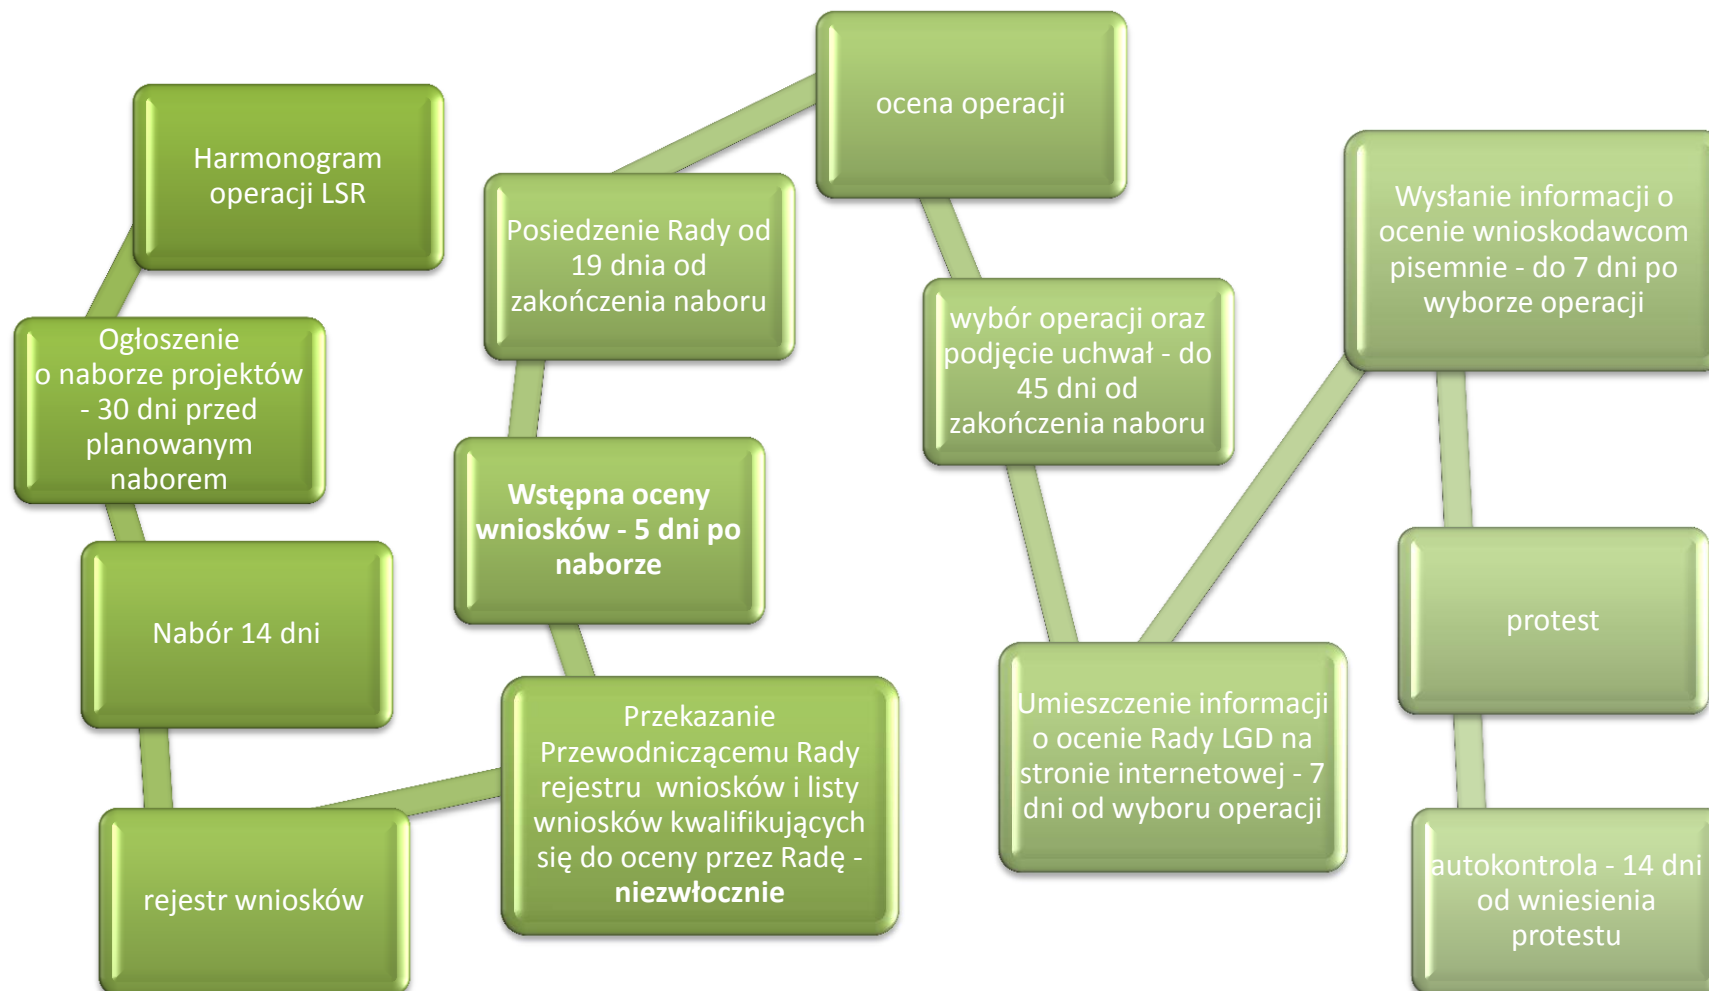 Harmonogram
operacji LSR
Ogłoszenie
o naborze projektów
- 30 dni przed
planowanym
naborem
Nabór 14 dni
rejestr wniosków
Przekazanie
Przewodniczącemu Rady
rejestru wniosków i listy
wniosków kwalifikujących
się do oceny przez Radę -
niezwłocznie
Wstępna oceny
wniosków - 5 dni po
naborze
Posiedzenie Rady od
19 dnia od
zakończenia naboru
ocena operacji
wybór operacji oraz
podjęcie uchwał - do
45 dni od
zakończenia naboru
Umieszczenie informacji
o ocenie Rady LGD na
stronie internetowej - 7
dni od wyboru operacji
Wysłanie informacji o
ocenie wnioskodawcom
pisemnie - do 7 dni po
wyborze operacji
protest
autokontrola - 14 dni
od wniesienia
protestu